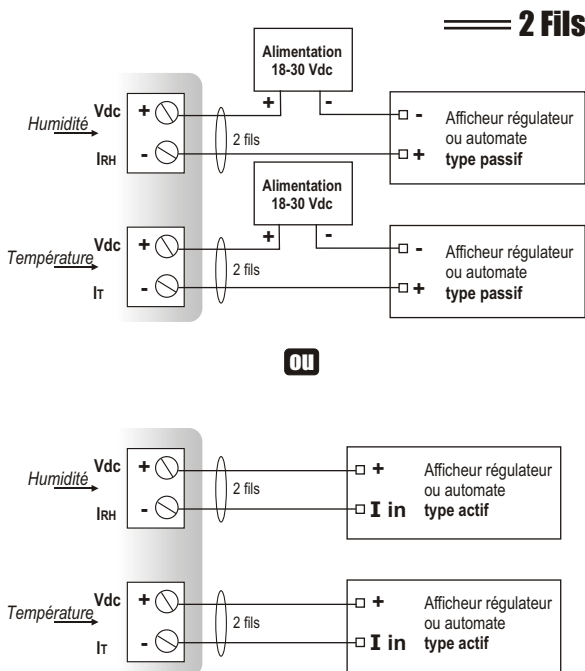 2 Fils
Alimentation
18-30 Vdc
+ -
Humidité
Vdc + 
IRH -
2 fils
- Afficheur régulateur
ou automate
+ type passif
Alimentation
18-30 Vdc
+ -
Température
Vdc +
IT -
2 fils
- Afficheur régulateur
ou automate
+ type passif
ou
Humidité
Vdc +
IRH -
2 fils
+ Afficheur régulateur
ou automate
I in type actif
Température
Vdc +
IT -
2 fils
+ Afficheur régulateur
ou automate
I in type actif